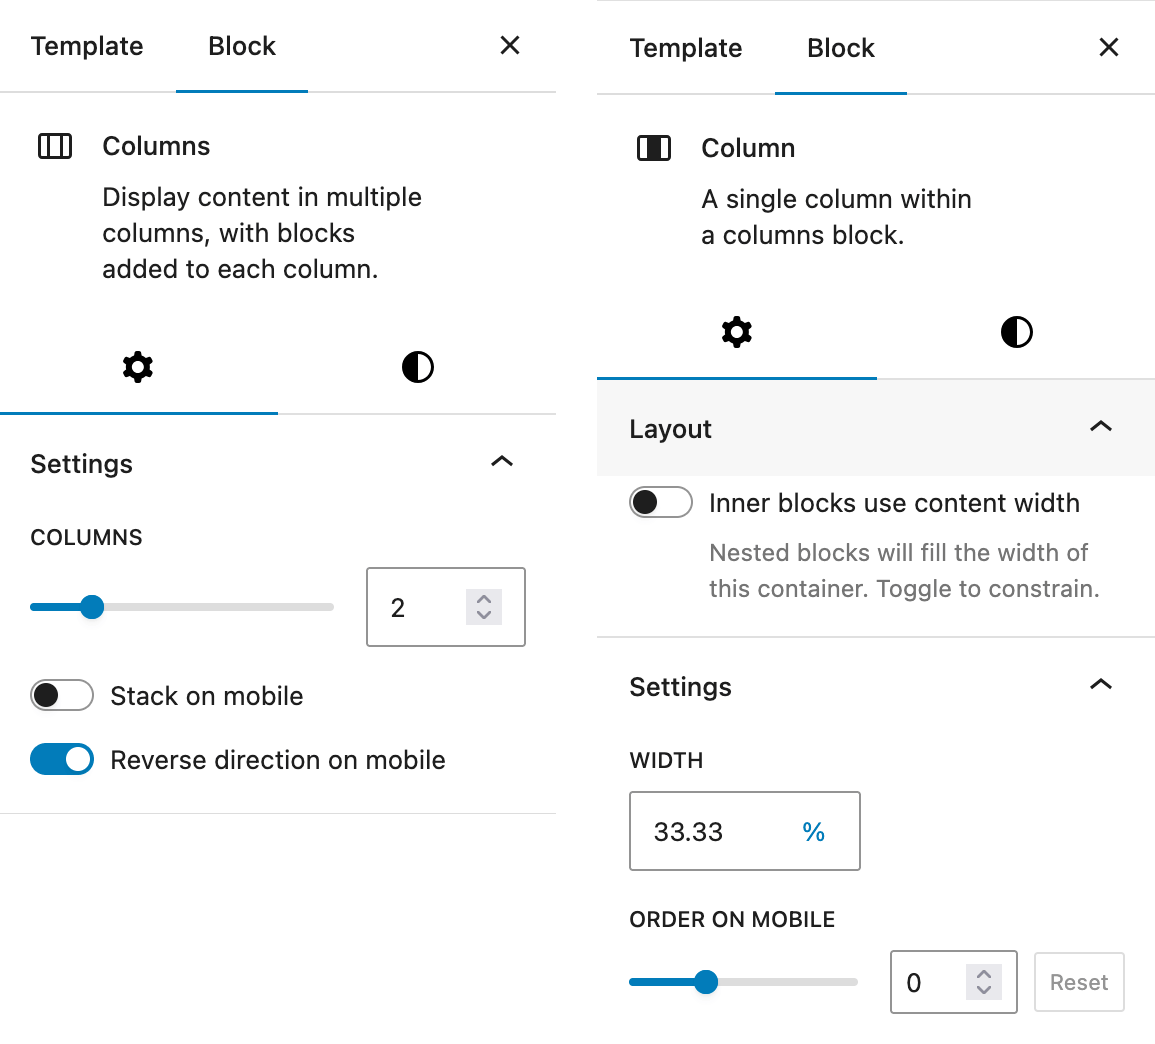 Template Block
Columns
Display content in multiple
columns, with blocks
added to each column.
Settings
COLUMNS
2
Stack on mobile
Reverse direction on mobile
Template Block
Column
A single column within
a columns block.
Layout
Inner blocks use content width
Nested blocks will fill the width of
this container. Toggle to constrain.
Settings
WIDTH
33.33 %
ORDER ON MOBILE
0 Reset